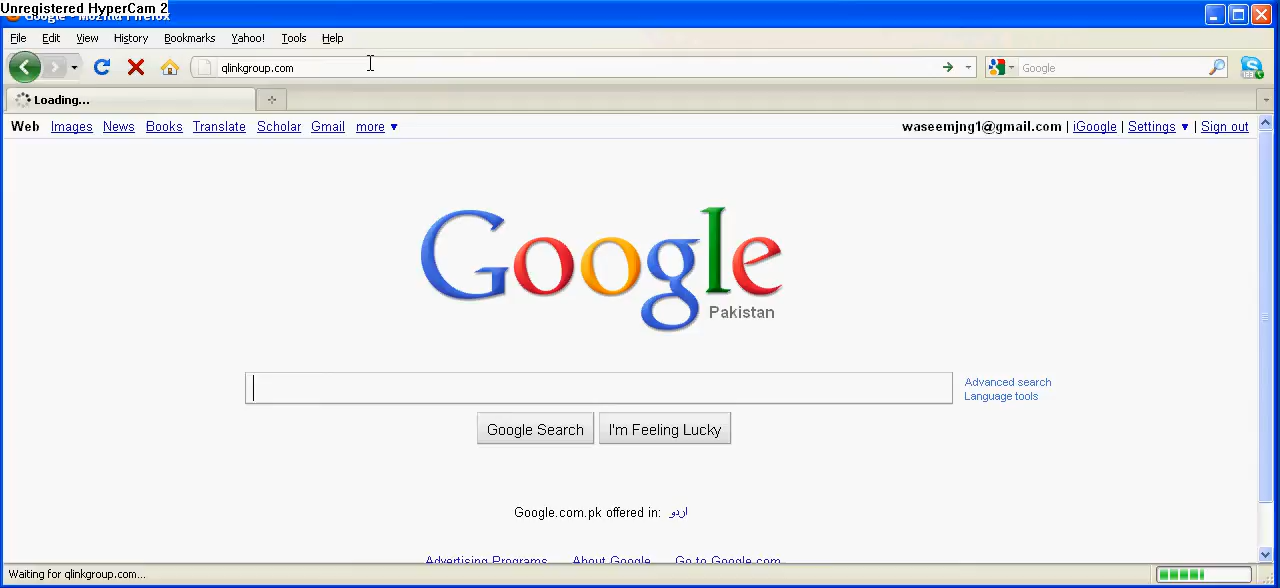 Unregistered HyperCam 2
Google - Mozilla Firefox
File Edit View History Bookmarks Yahoo! Tools Help
qlinkgroup.com Google
Loading...
Web Images News Books Translate Scholar Gmail more ▼ waseemjng1@gmail.com | iGoogle | Settings ▼ | Sign out
Google
Pakistan
Advanced search
Language tools
Google Search I'm Feeling Lucky
Google.com.pk offered in: اردو
Advertising Programs About Google Go to Google.com
Waiting for qlinkgroup.com...